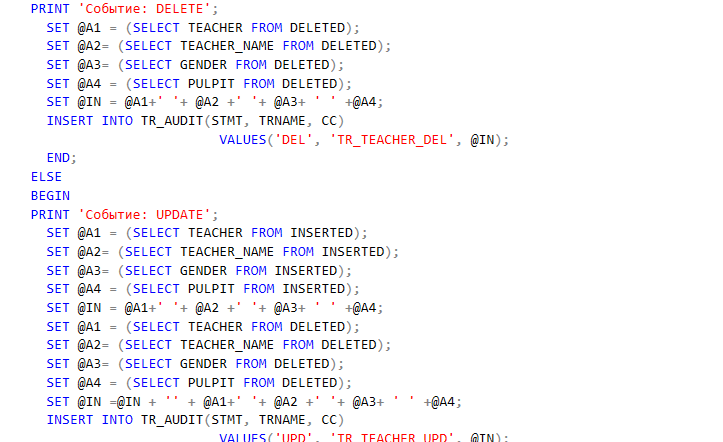 PRINT 'Событие: DELETE';
SET @A1 = (SELECT TEACHER FROM DELETED);
SET @A2= (SELECT TEACHER_NAME FROM DELETED);
SET @A3= (SELECT GENDER FROM DELETED);
SET @A4 = (SELECT PULPIT FROM DELETED);
SET @IN = @A1+' '+ @A2 +' '+ @A3+ ' ' +@A4;
INSERT INTO TR_AUDIT(STMT, TRNAME, CC)
VALUES('DEL', 'TR_TEACHER_DEL', @IN);
END;
ELSE
BEGIN
PRINT 'Событие: UPDATE';
SET @A1 = (SELECT TEACHER FROM INSERTED);
SET @A2= (SELECT TEACHER_NAME FROM INSERTED);
SET @A3= (SELECT GENDER FROM INSERTED);
SET @A4 = (SELECT PULPIT FROM INSERTED);
SET @IN = @A1+' '+ @A2 +' '+ @A3+ ' ' +@A4;
SET @A1 = (SELECT TEACHER FROM DELETED);
SET @A2= (SELECT TEACHER_NAME FROM DELETED);
SET @A3= (SELECT GENDER FROM DELETED);
SET @A4 = (SELECT PULPIT FROM DELETED);
SET @IN =@IN + '' + @A1+' '+ @A2 +' '+ @A3+ ' ' +@A4;
INSERT INTO TR_AUDIT(STMT, TRNAME, CC)
VALUES('UPD', 'TR_TEACHER_UPD', @IN);